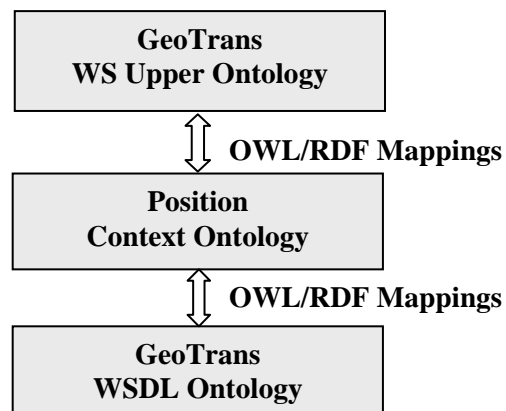 GeoTrans
WS Upper Ontology
OWL/RDF Mappings
Position
Context Ontology
OWL/RDF Mappings
GeoTrans
WSDL Ontology